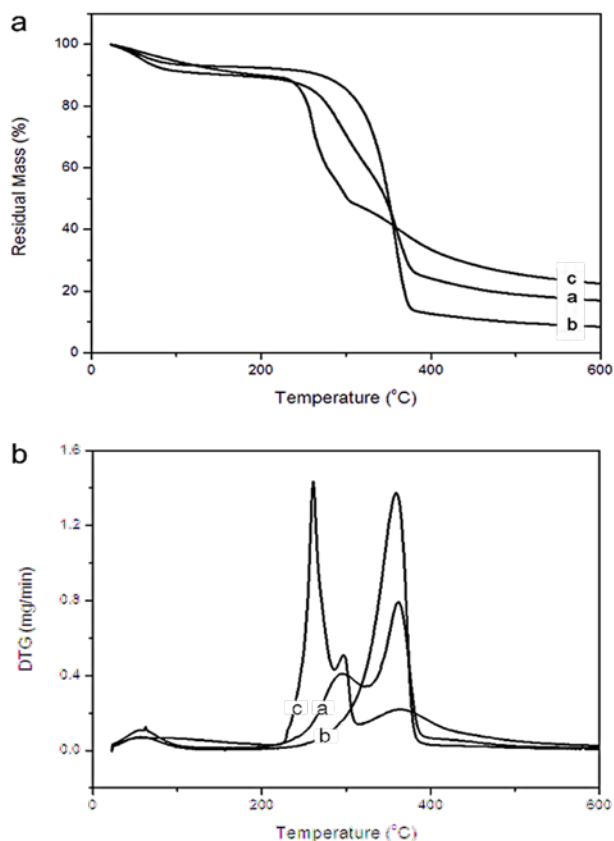 a
100
80
60
40
20
0
c
a
b
0 200 400 600
Residual Mass (%)
Temperature (°C)
b
1.6
1.2
0.8
0.4
0.0
c a
b
0 200 400 600
DTG (mg/min)
Temperature (°C)